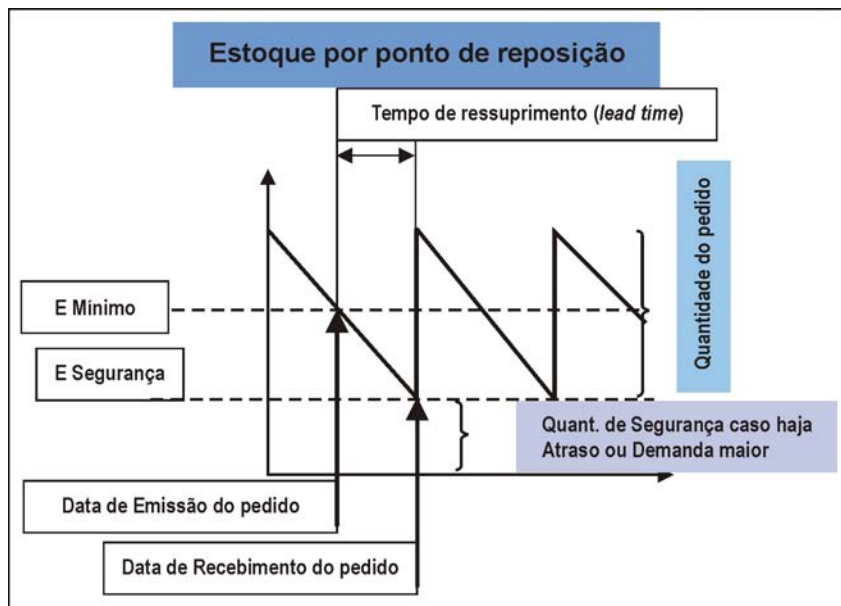 Estoque por ponto de reposição
Tempo de ressuprimento (lead time)
E Mínimo
E Segurança
Quantidade do pedido
Quant. de Segurança caso haja
Atraso ou Demanda maior
Data de Emissão do pedido
Data de Recebimento do pedido